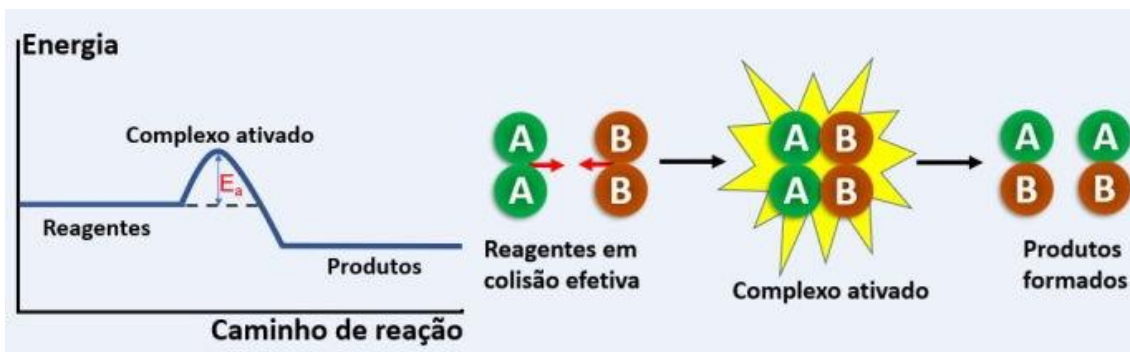 Energia
Complexo ativado
Ea
Reagentes
Produtos
Caminho de reação
A
B
A
B
Reagentes em
colisão efetiva
A B
A B
Complexo ativado
A
A
B
B
Produtos
formados